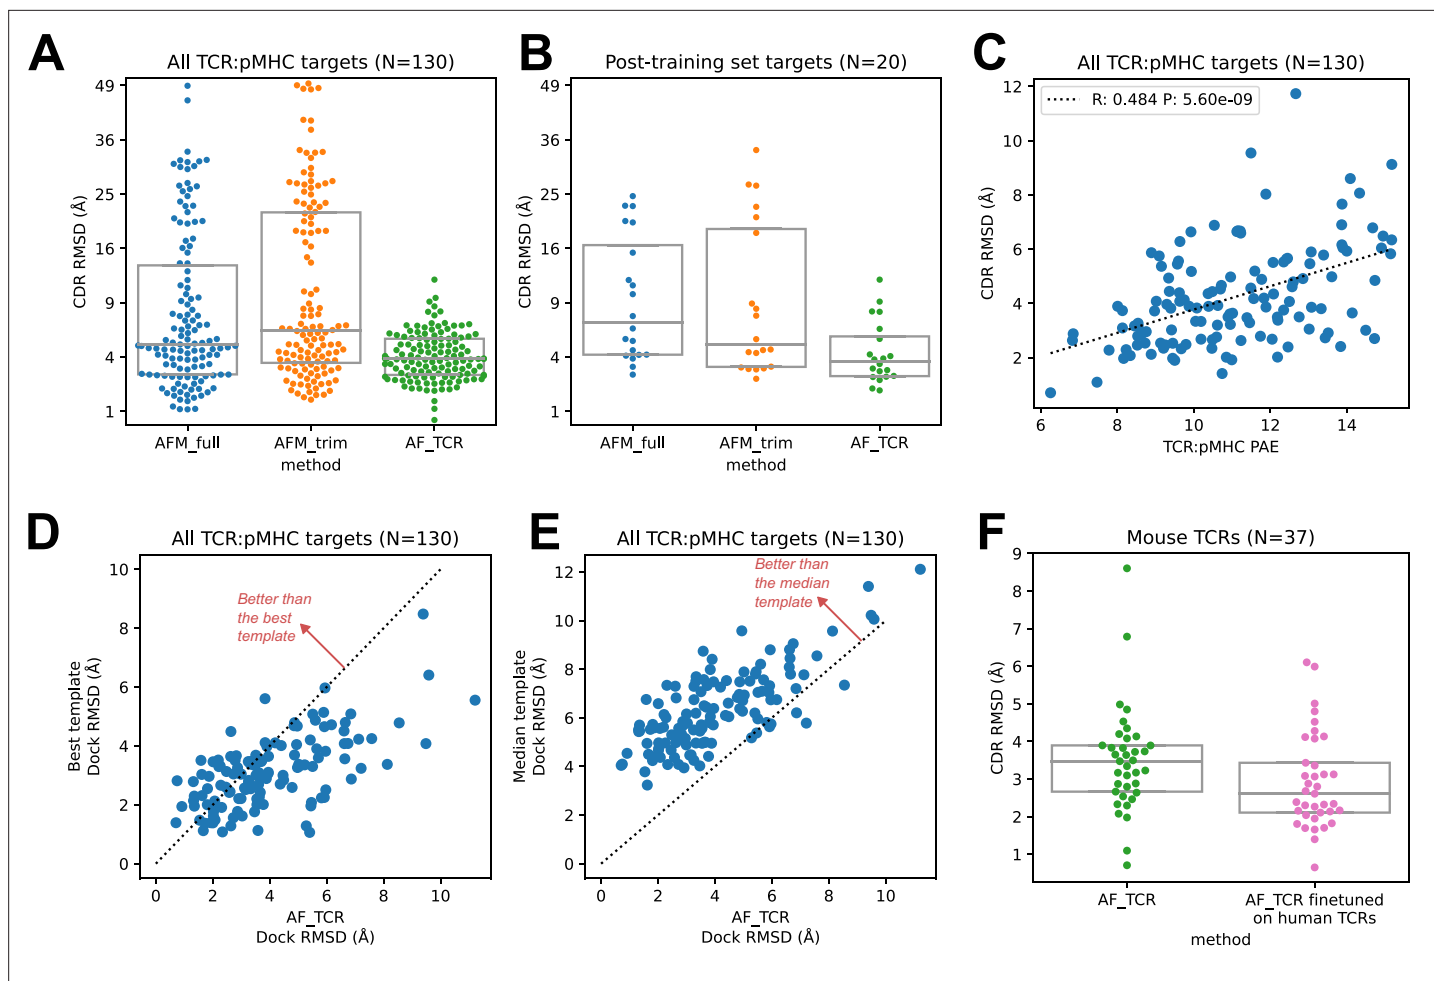 A
All TCR:pMHC targets (N=130)
CDR RMSD (Å)
49
36
25
16
9
4
1
AFM_full
AFM_trim
AF_TCR
method
B
Post-training set targets (N=20)
CDR RMSD (Å)
49
36
25
16
9
4
1
AFM_full
AFM_trim
AF_TCR
method
C
All TCR:pMHC targets (N=130)
R: 0.484 P: 5.60e-09
CDR RMSD (Å)
12
10
8
6
4
2
6
8
10
12
14
TCR:pMHC PAE
D
All TCR:pMHC targets (N=130)
Better than
the best
template
Best template
Dock RMSD (Å)
10
8
6
4
2
0
0
2
4
6
8
10
AF_TCR
Dock RMSD (Å)
E
All TCR:pMHC targets (N=130)
Better than
the median
template
Median template
Dock RMSD (Å)
12
10
8
6
4
2
0
0
2
4
6
8
10
AF_TCR
Dock RMSD (Å)
F
Mouse TCRs (N=37)
CDR RMSD (Å)
9
8
7
6
5
4
3
2
1
AF_TCR
AF_TCR finetuned
on human TCRs
method